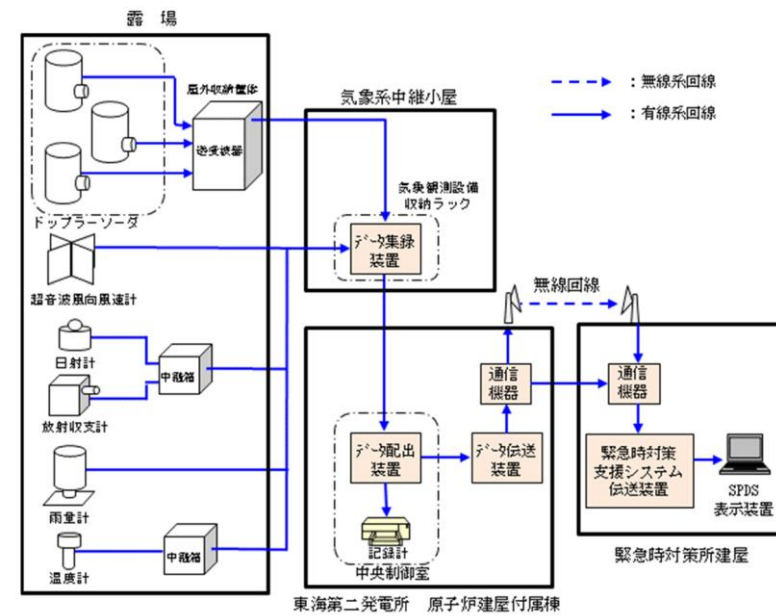 露 場
屋外収納筐体
送受波器
ドップラーソーダ
超音波風向風速計
日射計
中継箱
放射収支計
雨量計
温度計
中継箱
気象系中継小屋
気象観測設備
収納ラック
データ集録
装置
:無線系回線
:有線系回線
無線回線
通信
機器
データ配出
装置
データ伝送
装置
記録計
中央制御室
東海第二発電所 原子炉建屋付属棟
通信
機器
緊急時対策
支援システム
伝送装置
SPDS
表示装置
緊急時対策所建屋